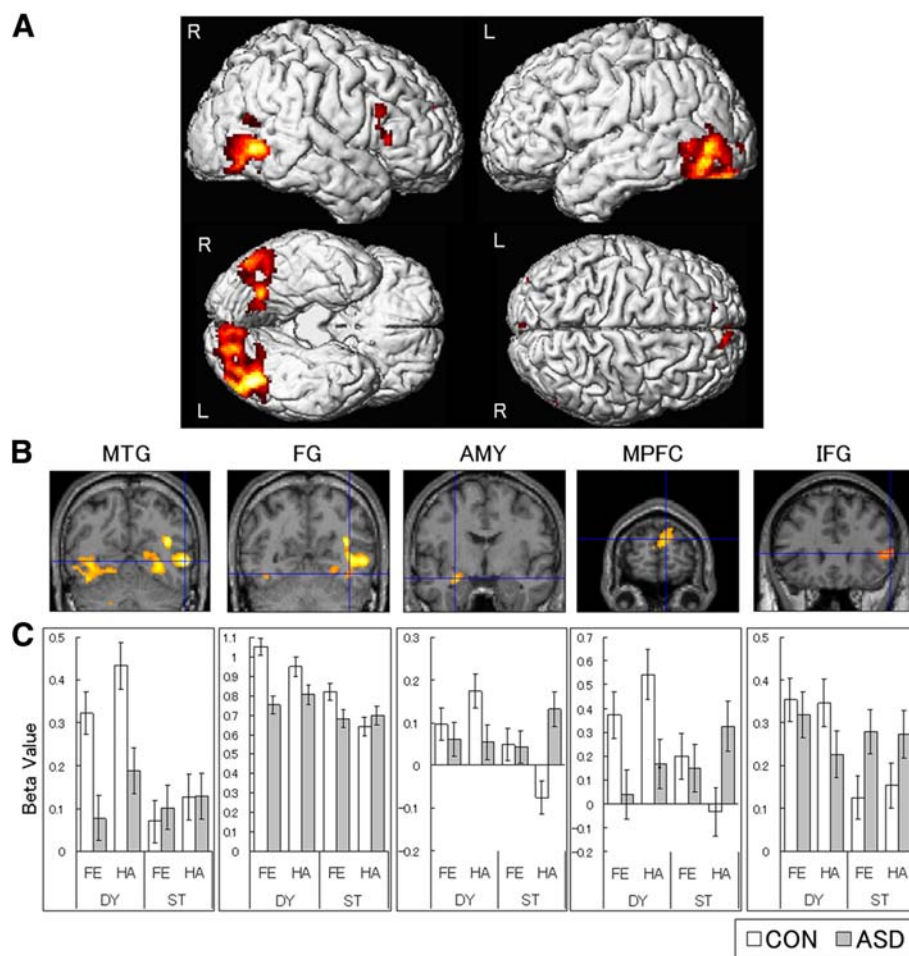 A
R
L
R
L
L
R
B
MTG
FG
AMY
MPFC
IFG
C
Beta Value
0.5
0.4
0.3
0.2
0.1
0
FE
HA
FE
HA
DY
ST
1.1
1
0.9
0.8
0.7
0.6
0.5
0.4
0.3
0.2
0.1
0
FE
HA
FE
HA
DY
ST
0.3
0.2
0.1
0
−0.1
−0.2
FE
HA
FE
HA
DY
ST
0.7
0.6
0.5
0.4
0.3
0.2
0.1
0
−0.1
−0.2
FE
HA
FE
HA
DY
ST
0.5
0.4
0.3
0.2
0.1
0
FE
HA
FE
HA
DY
ST
CON
ASD